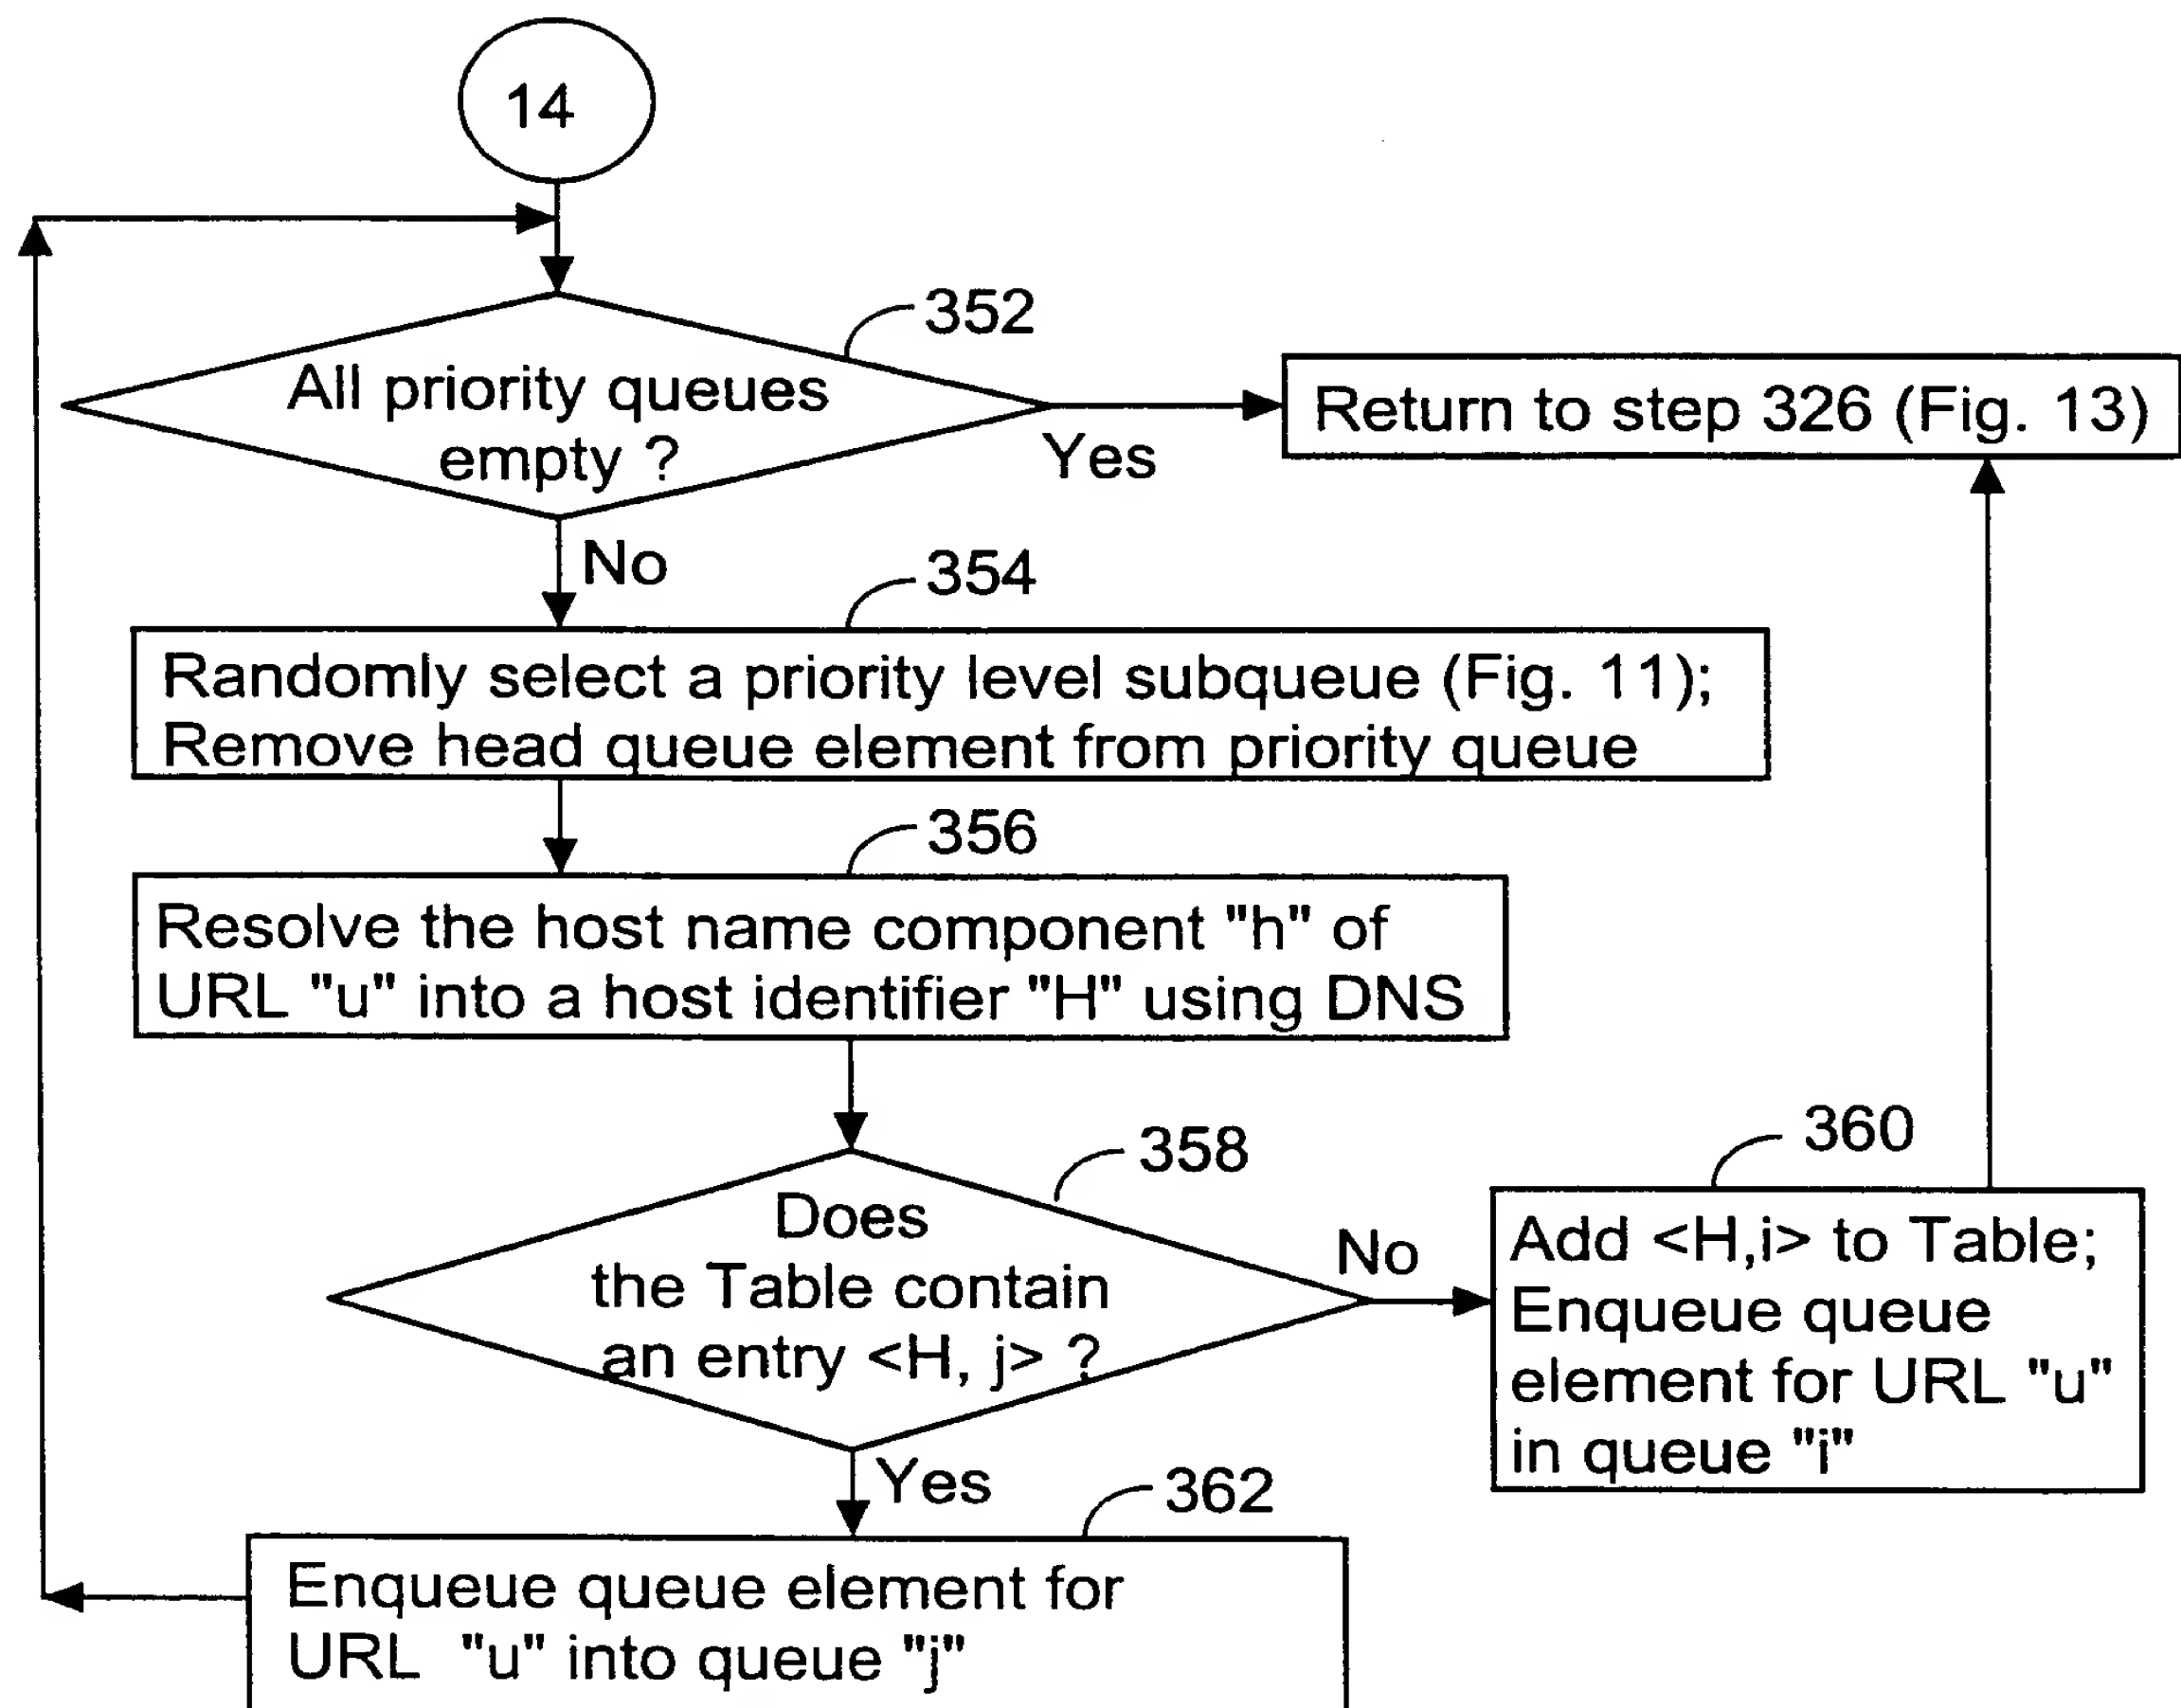 14
352
All priority queues
empty ?
Yes
Return to step 326 (Fig. 13)
No
354
Randomly select a priority level subqueue (Fig. 11);
Remove head queue element from priority queue
356
Resolve the host name component "h" of
URL "u" into a host identifier "H" using DNS
358
Does
the Table contain
an entry <H, j> ?
No
360
Add <H,i> to Table;
Enqueue queue
element for URL "u"
in queue "i"
Yes
362
Enqueue queue element for
URL "u" into queue "j"